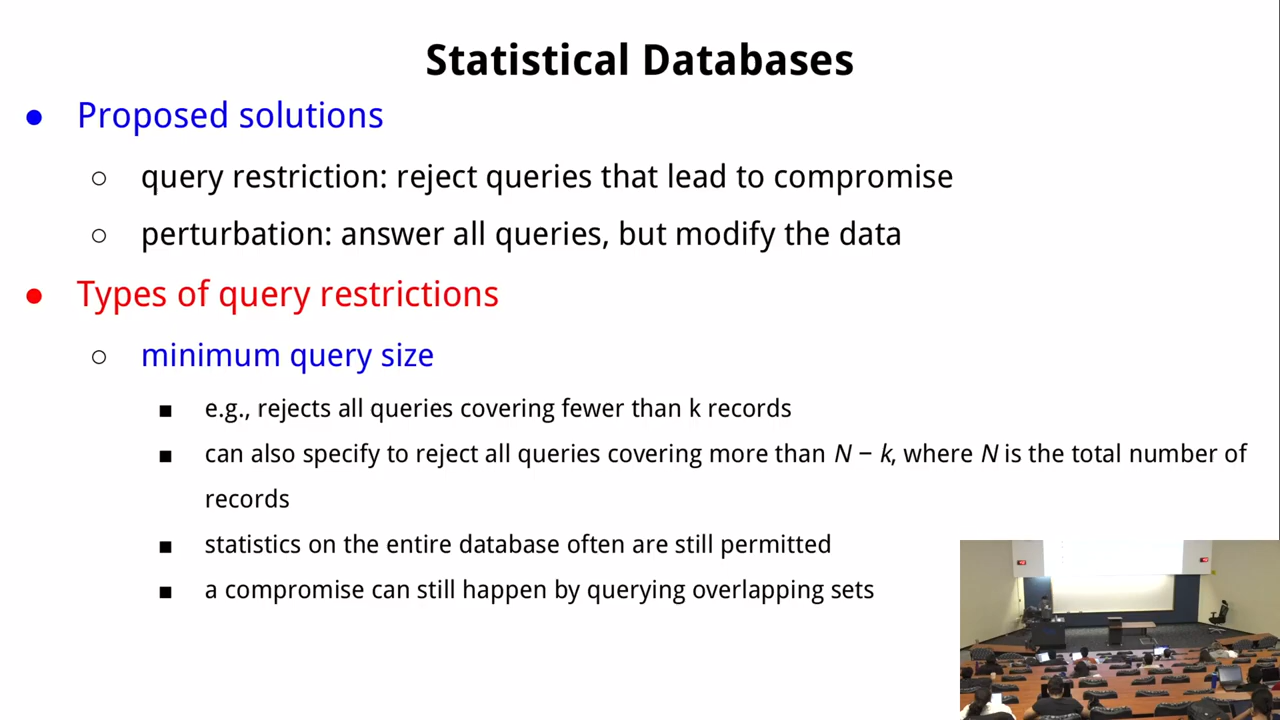 Statistical Databases
● Proposed solutions
○ query restriction: reject queries that lead to compromise
○ perturbation: answer all queries, but modify the data
● Types of query restrictions
○ minimum query size
■ e.g., rejects all queries covering fewer than k records
■ can also specify to reject all queries covering more than N − k, where N is the total number of
records
■ statistics on the entire database often are still permitted
■ a compromise can still happen by querying overlapping sets